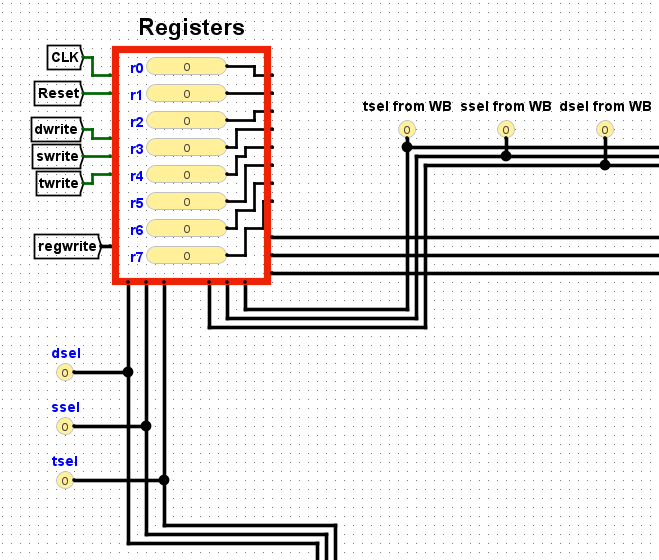 Registers
CLK
Reset
dwrite
swrite
twrite
regwrite
r0 0
r1 0
r2 0
r3 0
r4 0
r5 0
r6 0
r7 0
tsel from WB ssel from WB dsel from WB
0 0 0
dsel
0
ssel
0
tsel
0